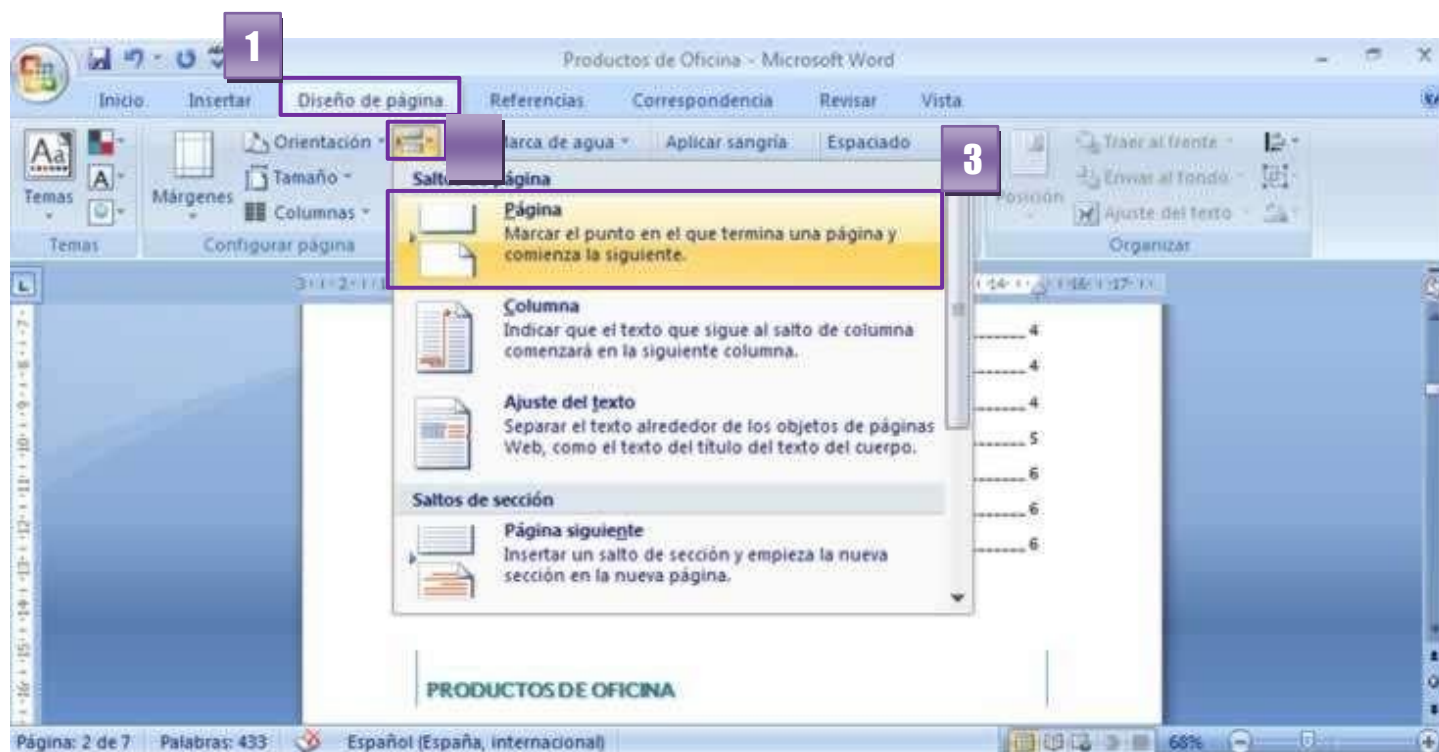 1
Productos de Oficina - Microsoft Word
Inicio Insertar Diseño de página Referencias Correspondencia Revisar Vista
3
Aa Orientación Marca de agua Aplicar sangría Espaciado Traer al frente
Temas A Márgenes Tamaño Saltos de página Posición Enviar al fondo
Columnas Ajuste del texto
Temas Configurar página Organizar
Página
Marcar el punto en el que termina una página y
comienza la siguiente.
Columna
Indicar que el texto que sigue al salto de columna
comenzará en la siguiente columna.
Ajuste del texto
Separar el texto alrededor de los objetos de páginas
Web, como el texto del título del texto del cuerpo.
Saltos de sección
Página siguiente
Insertar un salto de sección y empieza la nueva
sección en la nueva página.
4
4
4
5
6
6
6
PRODUCTOS DE OFICINA
Página: 2 de 7 Palabras: 433 Español (España, internacional) 68%